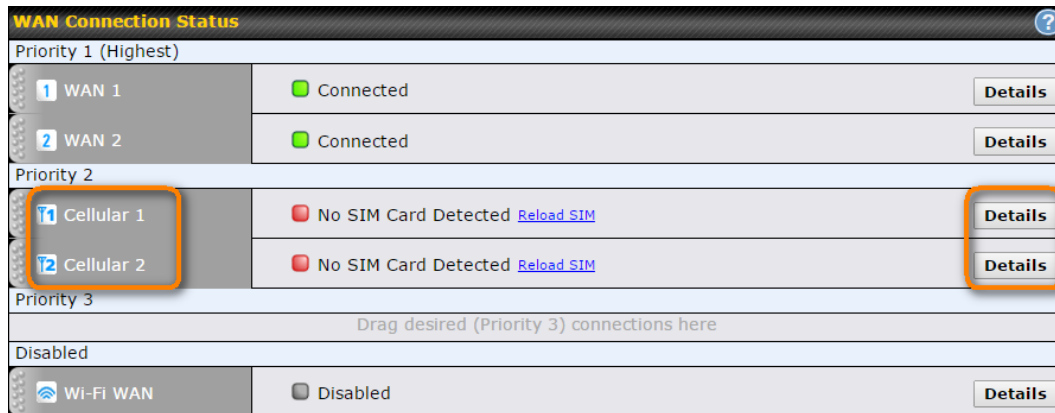 WAN Connection Status ?
Priority 1 (Highest)
1 WAN 1 Connected Details
2 WAN 2 Connected Details
Priority 2
1 Cellular 1 No SIM Card Detected Reload SIM Details
2 Cellular 2 No SIM Card Detected Reload SIM Details
Priority 3
Drag desired (Priority 3) connections here
Disabled
Wi-Fi WAN Disabled Details